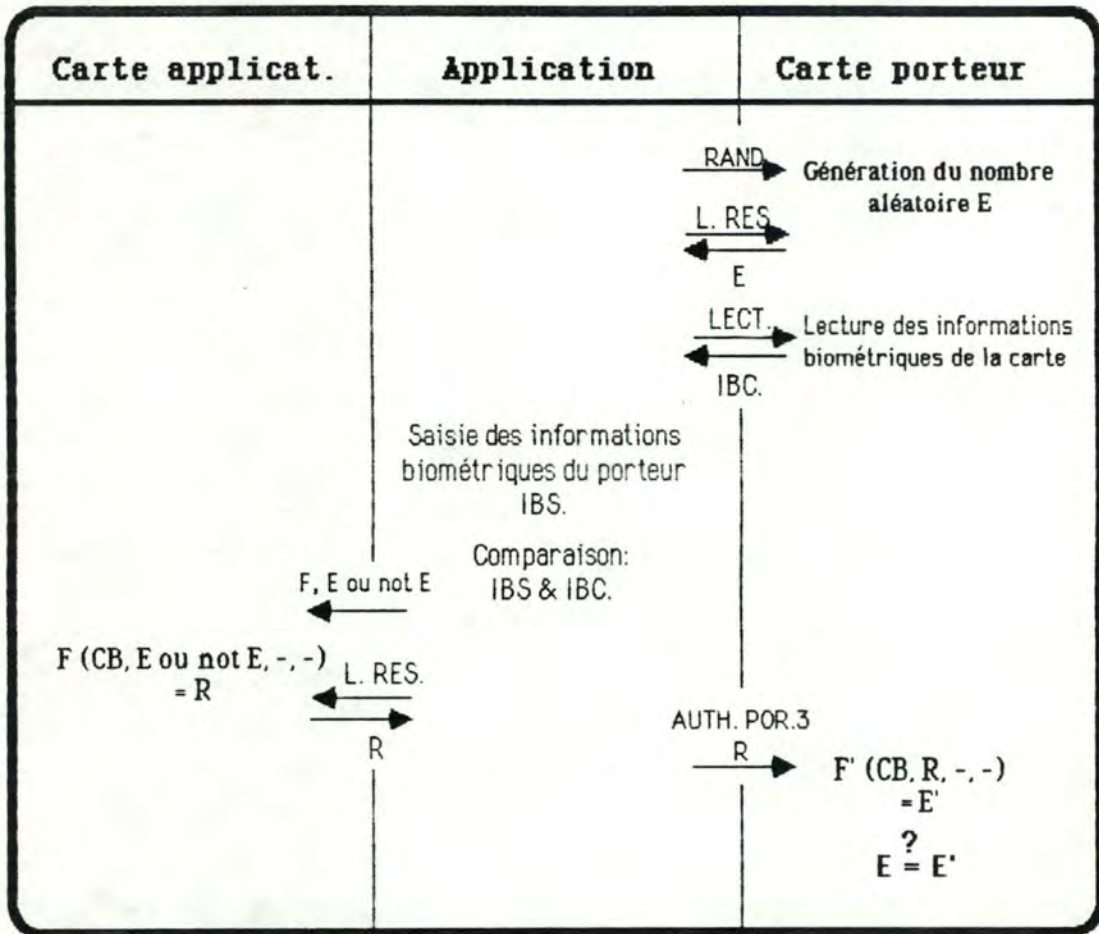 Carte applicat.
Application
Carte porteur
RAND
Génération du nombre
aléatoire E
L. RES
E
LECT.
Lecture des informations
biométriques de la carte
IBC.
Saisie des informations
biométriques du porteur
IBS.
Comparaison:
IBS & IBC.
F, E ou not E
F (CB, E ou not E, -, -)
= R
L. RES.
R
AUTH. POR.3
R
F' (CB, R, -, -)
= E'
?
E = E'